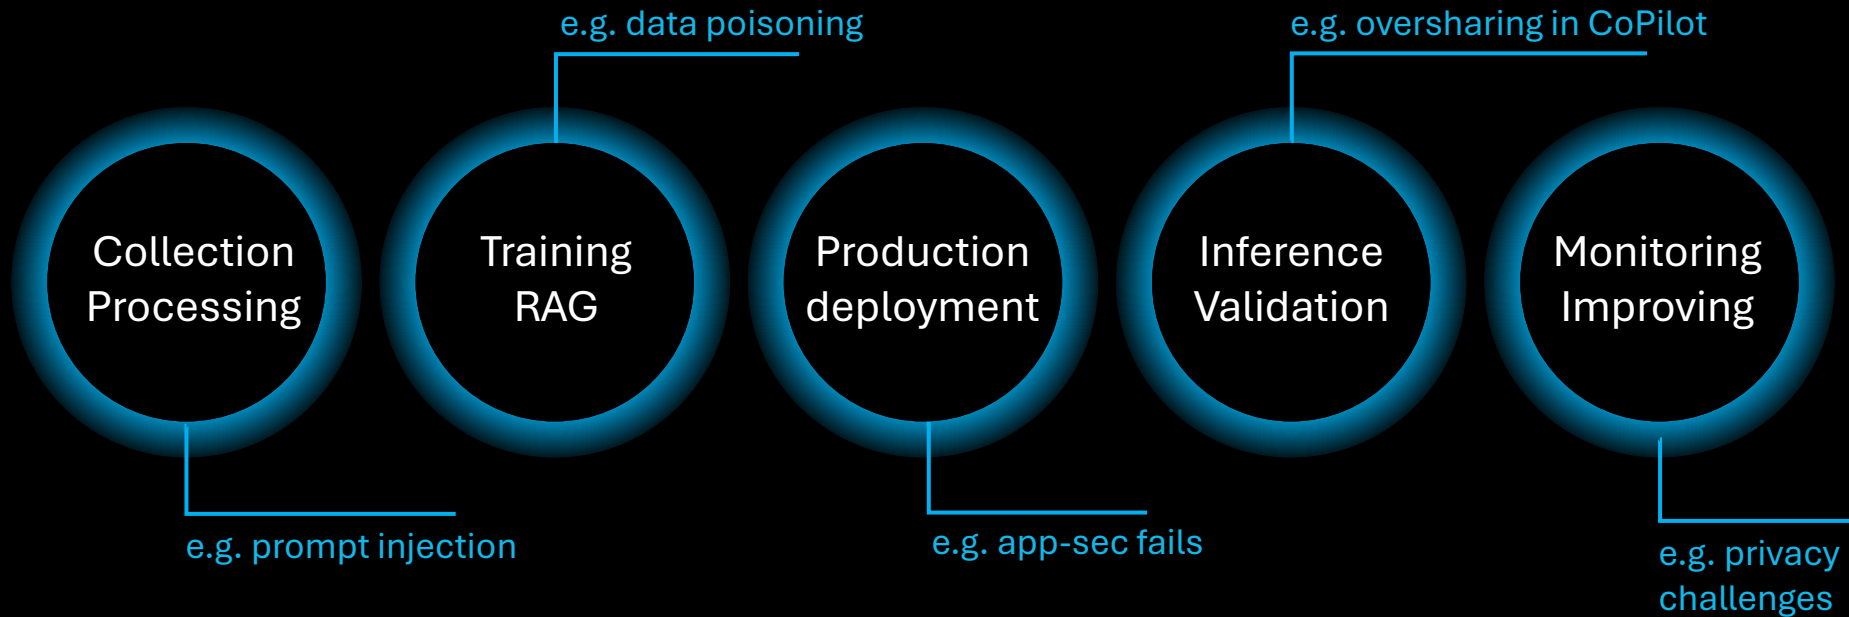 e.g. data poisoning
e.g. oversharing in CoPilot
Collection
Processing
Training
RAG
Production
deployment
Inference
Validation
Monitoring
Improving
e.g. prompt injection
e.g. app-sec fails
e.g. privacy
challenges